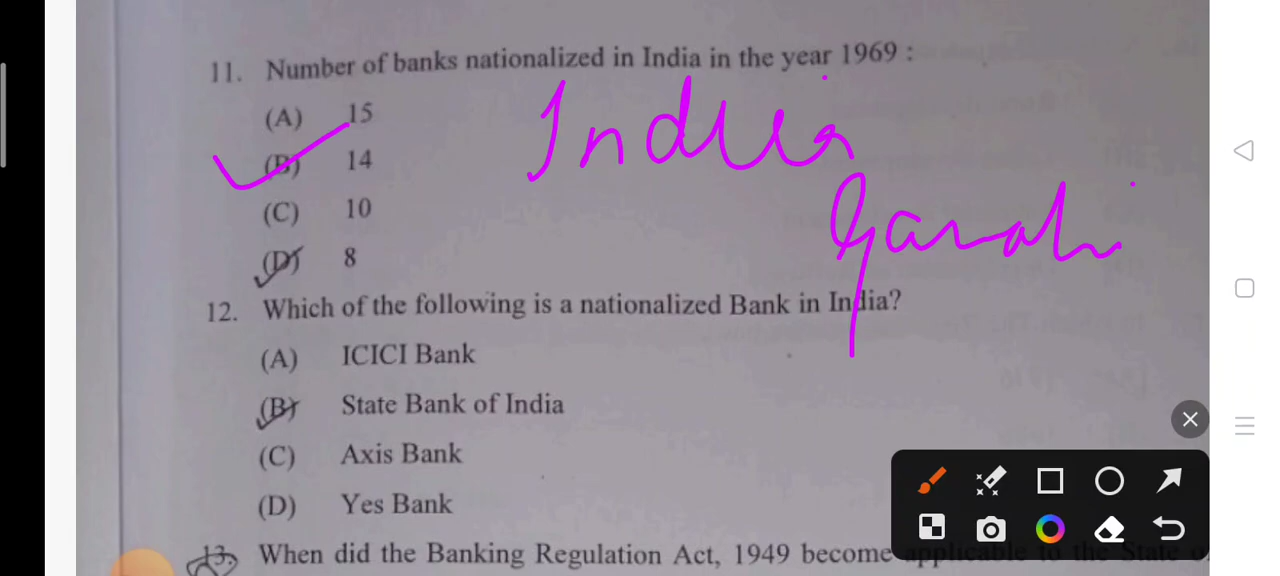 11. Number of banks nationalized in India in the year 1969 :
(A) 15
(B) 14
(C) 10
(D) 8
India
Gandhi
12. Which of the following is a nationalized Bank in India?
(A) ICICI Bank
(B) State Bank of India
(C) Axis Bank
(D) Yes Bank
13. When did the Banking Regulation Act, 1949 become applicable to the State of